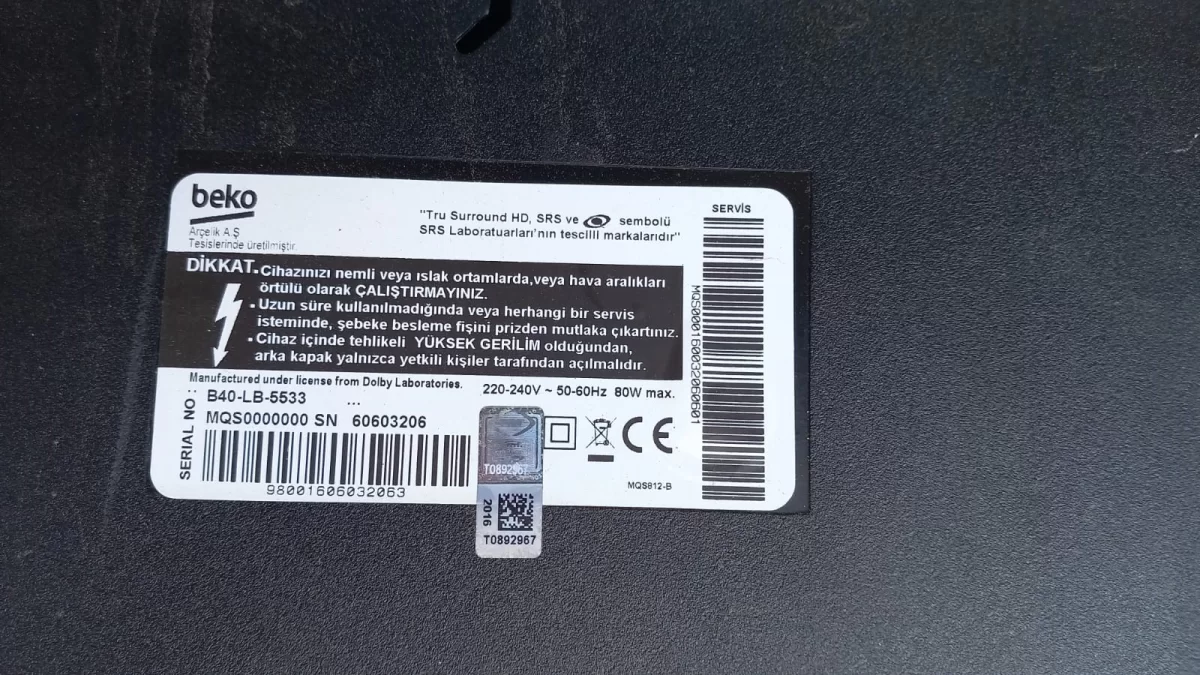 beko
Arçelik A.Ş
Tesislerinde üretilmiştir.
"Tru Surround HD, SRS ve sembolü
SRS Laboratuarları'nın tescilli markalarıdır"
SERVİS
DİKKAT
• Cihazınızı nemli veya ıslak ortamlarda,veya hava aralıkları
örtülü olarak ÇALIŞTIRMAYINIZ.
• Uzun süre kullanılmadığında veya herhangi bir servis
isteminde, şebeke besleme fişini prizden mutlaka çıkartınız.
• Cihaz içinde tehlikeli YÜKSEK GERİLİM olduğundan,
arka kapak yalnızca yetkili kişiler tarafından açılmalıdır.
Manufactured under license from Dolby Laboratories.
220-240V ~ 50-60Hz 80W max.
SERIAL NO.:
B40-LB-5533 ...
MQS0000000 SN 60603206
98001606032063
CE
MQS812-B
MQS000160032060601
T0892967
2016
T0892967